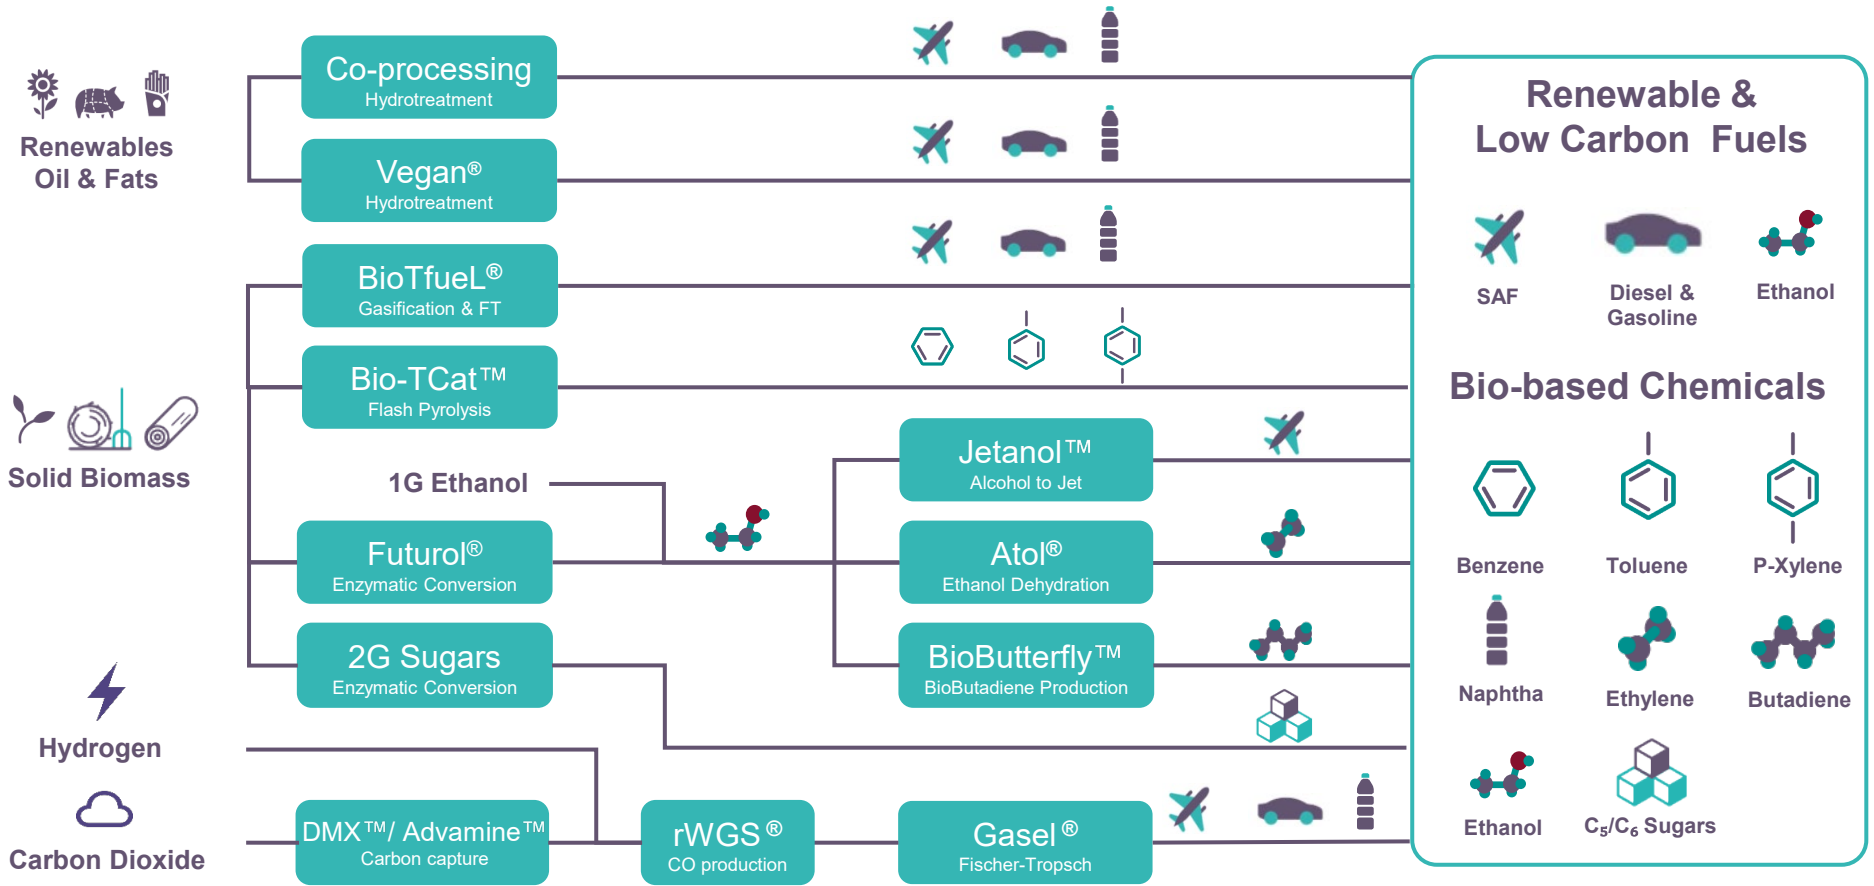 Renewables
Oil & Fats
Solid Biomass
Hydrogen
Carbon Dioxide
Co-processing
Hydrotreatment
Vegan®
Hydrotreatment
BioTfueL®
Gasification & FT
Bio-TCat™
Flash Pyrolysis
1G Ethanol
Futurol®
Enzymatic Conversion
2G Sugars
Enzymatic Conversion
DMX™/ Advamine™
Carbon capture
rWGS®
CO production
Jetanol™
Alcohol to Jet
Atol®
Ethanol Dehydration
BioButterfly™
BioButadiene Production
Gasel®
Fischer-Tropsch
Renewable &
Low Carbon Fuels
SAF
Diesel &
Gasoline
Ethanol
Bio-based Chemicals
Benzene
Toluene
P-Xylene
Naphtha
Ethylene
Butadiene
Ethanol
C₅/C₆ Sugars